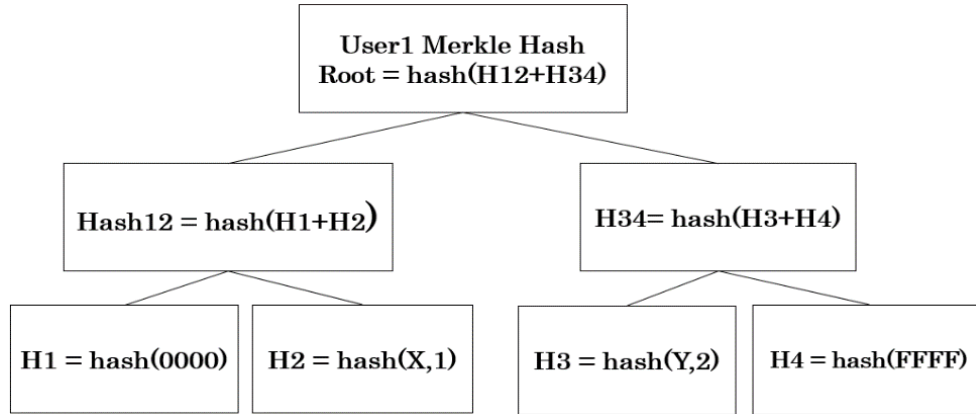 User1 Merkle Hash
Root = hash(H12+H34)
Hash12 = hash(H1+H2)
H34= hash(H3+H4)
H1 = hash(0000)
H2 = hash(X,1)
H3 = hash(Y,2)
H4 = hash(FFFF)